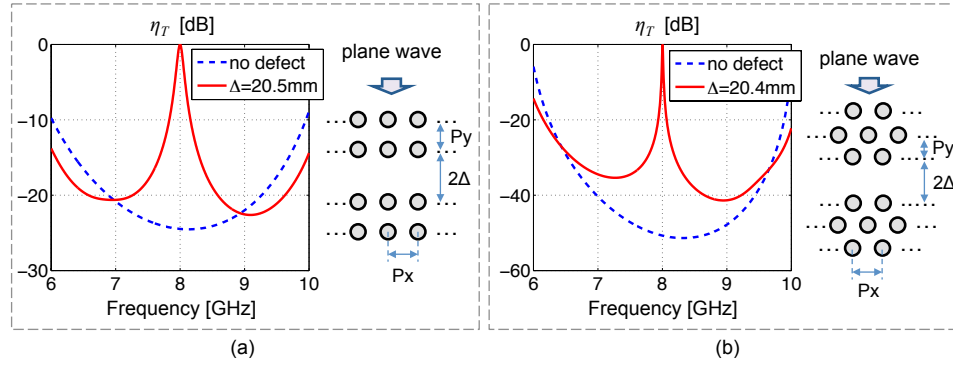 η_T [dB]
0
−10
−20
−30
6 7 8 9 10
Frequency [GHz]
no defect
Δ=20.5mm
plane wave
... ...
Py
... ...
2Δ
... ...
... ...
Px
(a)
η_T [dB]
0
−20
−40
−60
6 7 8 9 10
Frequency [GHz]
no defect
Δ=20.4mm
plane wave
... ...
... ...
Py
... ...
2Δ
... ...
... ...
... ...
Px
(b)